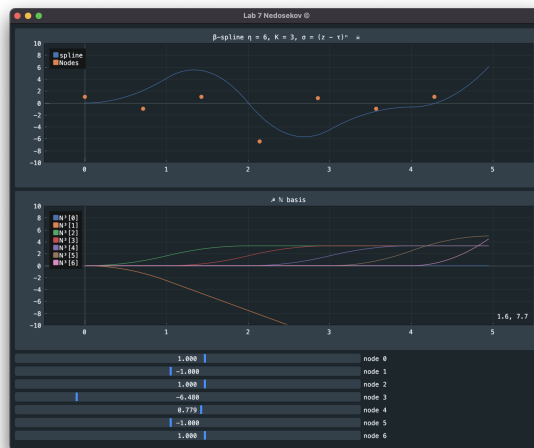 Lab 7 Nedosekov
β-spline η = 6, K = 3, σ = (z - τ)ⁿ
10
8
6
4
2
0
-2
-4
-6
-8
-10
spline
Nodes
0 1 2 3 4 5
ℕ basis
10
8
6
4
2
0
-2
-4
-6
-8
-10
N³[0]
N³[1]
N³[2]
N³[3]
N³[4]
N³[5]
N³[6]
1.6, 7.7
0 1 2 3 4 5
1.000 node 0
-1.000 node 1
1.000 node 2
-6.480 node 3
0.779 node 4
-1.000 node 5
1.000 node 6